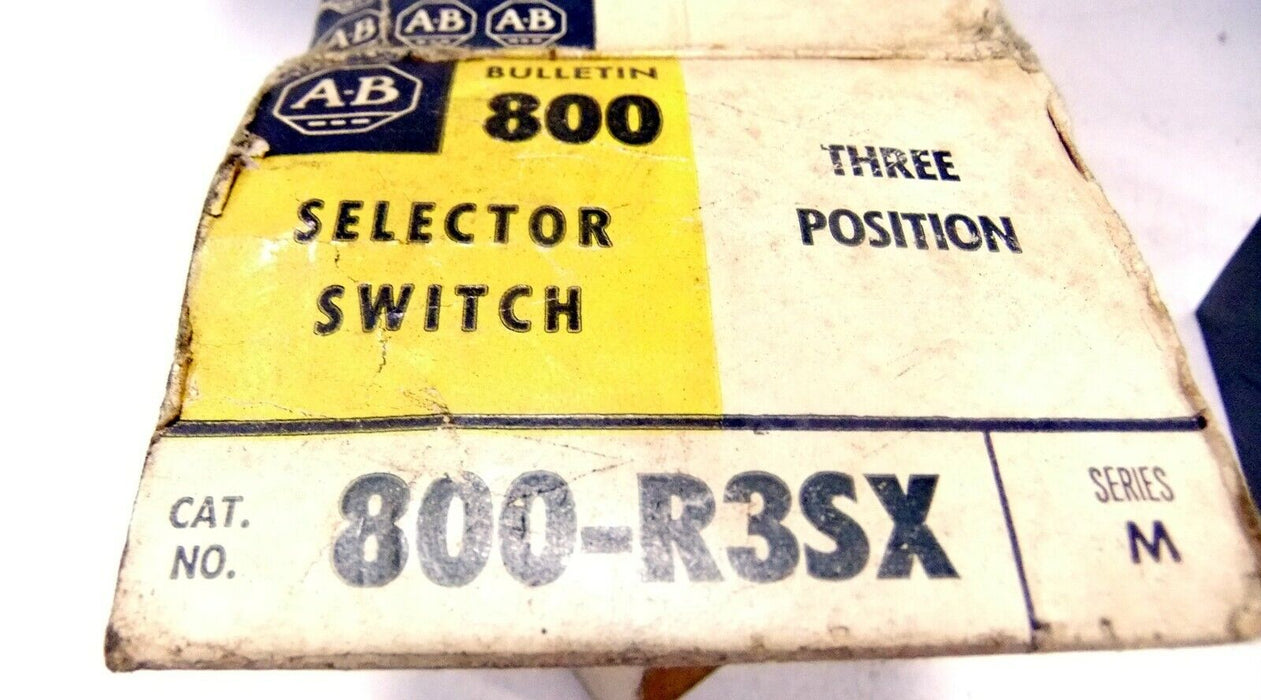 A-B A-B A-B
A-B
BULLETIN
800
SELECTOR
SWITCH
THREE
POSITION
CAT.
NO.
800-R3SX
SERIES
M